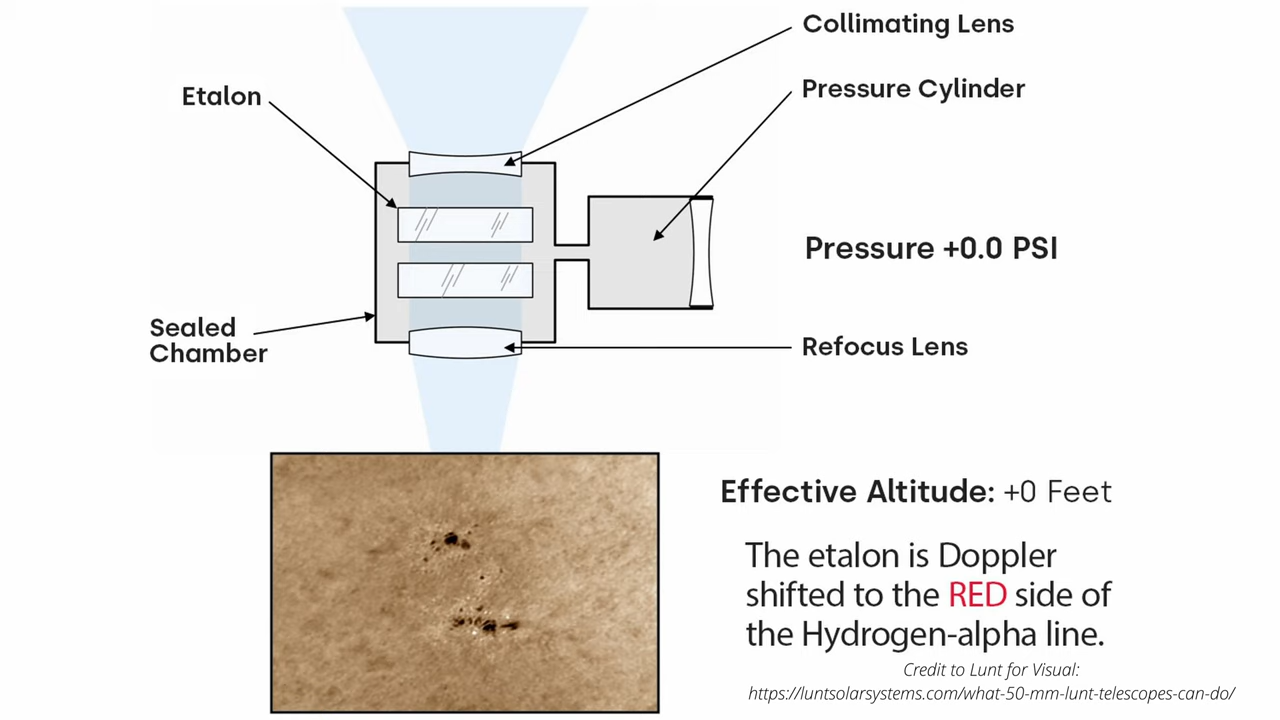 Collimating Lens
Pressure Cylinder
Etalon
Pressure +0.0 PSI
Sealed
Chamber
Refocus Lens
Effective Altitude: +0 Feet
The etalon is Doppler
shifted to the RED side of
the Hydrogen-alpha line.
Credit to Lunt for Visual:
https://luntsolarsystems.com/what-50-mm-lunt-telescopes-can-do/